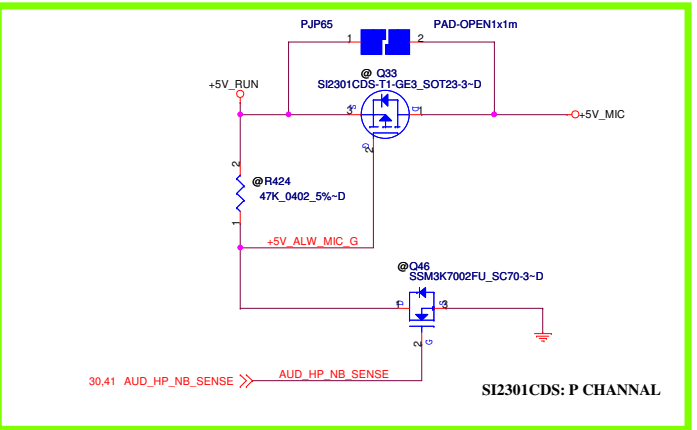 PJP65 PAD-OPEN1x1m
1 2
@ Q33
SI2301CDS-T1-GE3_SOT23-3~D
+5V_RUN
3 S D 1
+5V_MIC
G
2
2
@R424
47K_0402_5%~D
1
+5V_ALW_MIC_G
@Q46
SSM3K7002FU_SC70-3~D
1 D S 3
2 G
30,41 AUD_HP_NB_SENSE AUD_HP_NB_SENSE
SI2301CDS: P CHANNAL